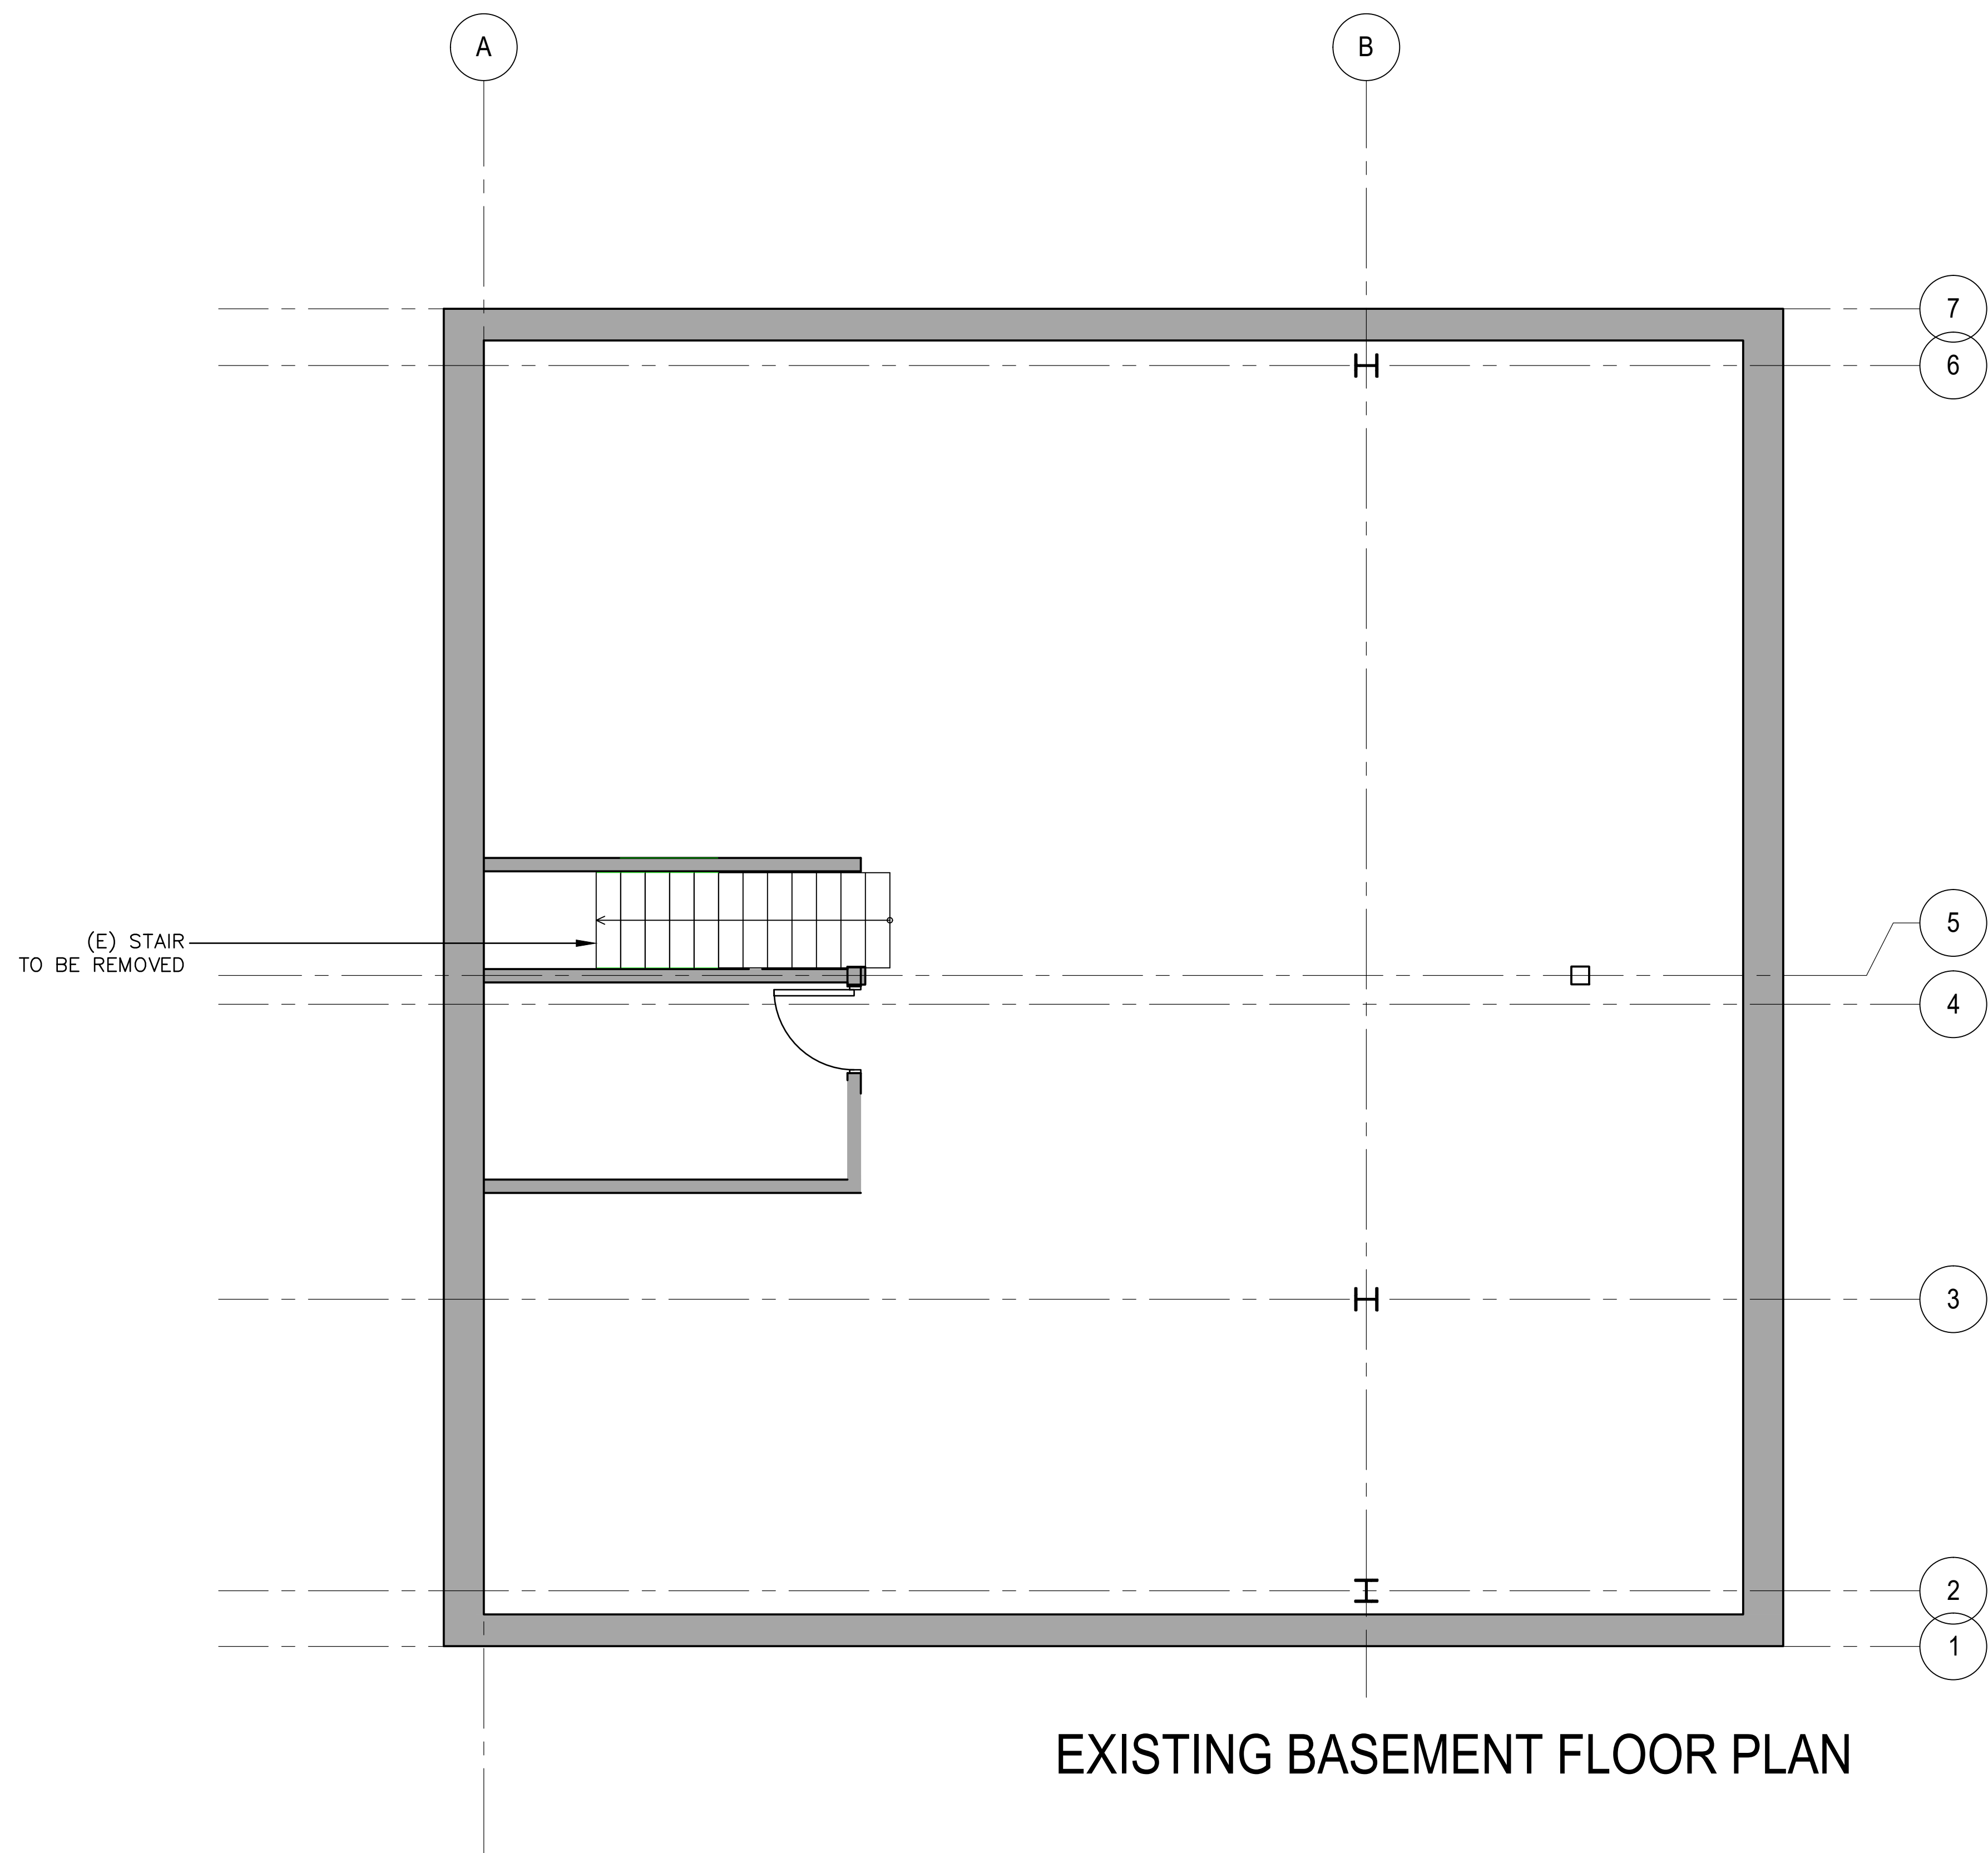 A
B
7
6
5
(E) STAIR
TO BE REMOVED
4
3
2
1
EXISTING BASEMENT FLOOR PLAN